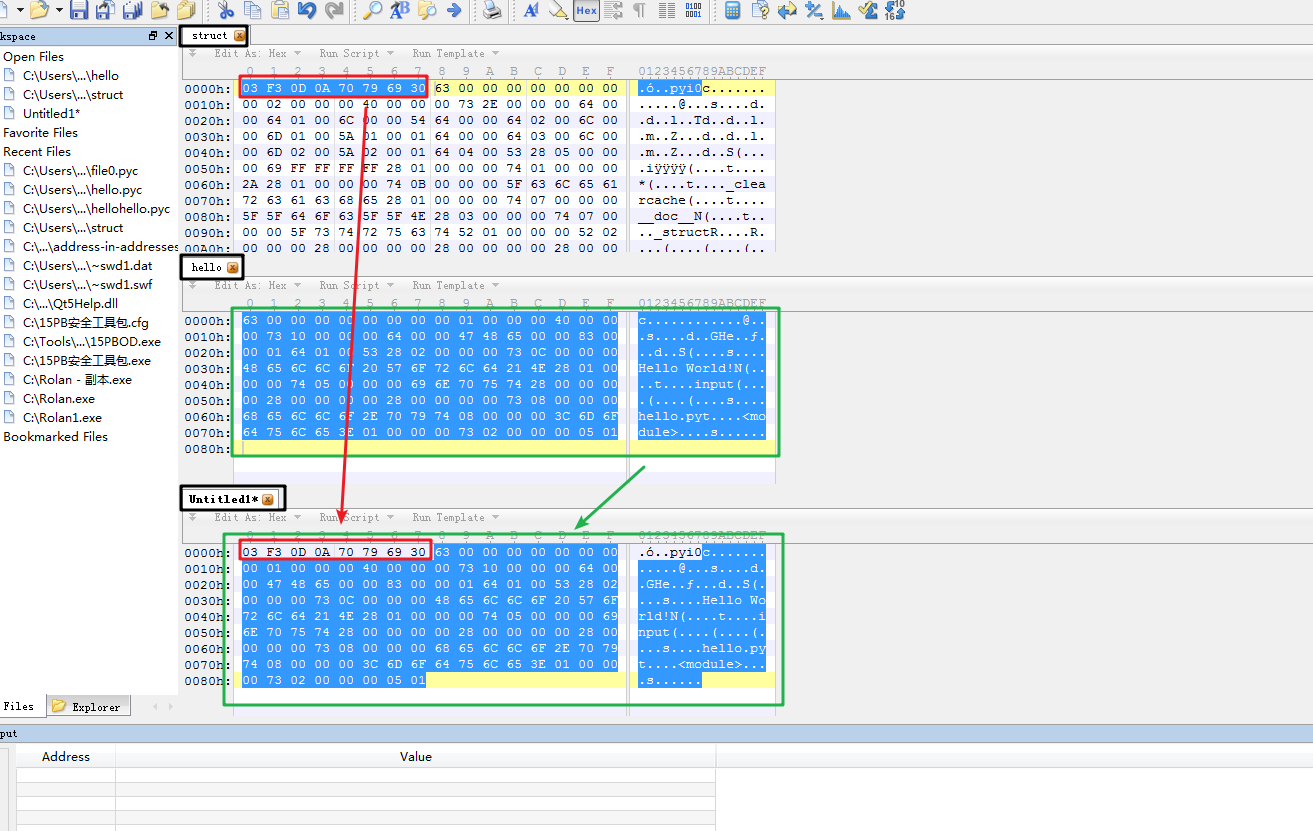 kspace
Open Files
C:\Users\...\hello
C:\Users\...\struct
Untitled1*
Favorite Files
Recent Files
C:\Users\...\file0.pyc
C:\Users\...\hello.pyc
C:\Users\...\hellohello.pyc
C:\Users\...\struct
C:\...\address-in-addresses
C:\Users\...\~swd1.dat
C:\Users\...\~swd1.swf
C:\...\Qt5Help.dll
C:\15PB安全工具包.cfg
C:\Tools\...\15PBOD.exe
C:\15PB安全工具包.exe
C:\Rolan - 副本.exe
C:\Rolan.exe
C:\Rolan1.exe
Bookmarked Files
Files Explorer
struct
Edit As: Hex Run Script Run Template
0 1 2 3 4 5 6 7 8 9 A B C D E F 0123456789ABCDEF
0000h: 03 F3 0D 0A 70 79 69 30 63 00 00 00 00 00 00 00 .ó..pyi0c.......
0010h: 00 02 00 00 00 40 00 00 00 73 2E 00 00 00 64 00 .....@...s....d.
0020h: 00 64 01 00 6C 00 00 54 64 00 00 64 02 00 6C 00 .d..l..Td..d..l.
0030h: 00 6D 01 00 5A 01 00 01 64 00 00 64 03 00 6C 00 .m..Z...d..d..l.
0040h: 00 6D 02 00 5A 02 00 01 64 04 00 53 28 05 00 00 .m..Z...d..S(...
0050h: 00 69 FF FF FF FF 28 01 00 00 00 74 01 00 00 00 .iÿÿÿÿ(....t....
0060h: 2A 28 01 00 00 00 74 0B 00 00 00 5F 63 6C 65 61 *(....t...._clea
0070h: 72 63 61 63 68 65 28 01 00 00 00 74 07 00 00 00 rcache(....t....
0080h: 5F 5F 64 6F 63 5F 5F 4E 28 03 00 00 00 74 07 00 __doc__N(....t..
0090h: 00 00 5F 73 74 72 75 63 74 52 01 00 00 00 52 02 .._structR....R.
00A0h: 00 00 00 28 00 00 00 00 28 00 00 00 00 28 00 00 ...(....(....(..
hello
Edit As: Hex Run Script Run Template
0 1 2 3 4 5 6 7 8 9 A B C D E F 0123456789ABCDEF
0000h: 63 00 00 00 00 00 00 00 00 01 00 00 00 40 00 00 c............@..
0010h: 00 73 10 00 00 00 64 00 00 47 48 65 00 00 83 00 .s....d..GHe..ƒ.
0020h: 00 01 64 01 00 53 28 02 00 00 00 73 0C 00 00 00 ..d..S(....s....
0030h: 48 65 6C 6C 6F 20 57 6F 72 6C 64 21 4E 28 01 00 Hello World!N(..
0040h: 00 00 74 05 00 00 00 69 6E 70 75 74 28 00 00 00 ..t....input(...
0050h: 00 28 00 00 00 00 28 00 00 00 00 73 08 00 00 00 .(....(....s....
0060h: 68 65 6C 6C 6F 2E 70 79 74 08 00 00 00 3C 6D 6F hello.pyt....<mo
0070h: 64 75 6C 65 3E 01 00 00 00 73 02 00 00 00 05 01 dule>....s......
0080h:
Untitled1*
Edit As: Hex Run Script Run Template
0 1 2 3 4 5 6 7 8 9 A B C D E F 0123456789ABCDEF
0000h: 03 F3 0D 0A 70 79 69 30 63 00 00 00 00 00 00 00 .ó..pyi0c.......
0010h: 00 01 00 00 00 40 00 00 00 73 10 00 00 00 64 00 .....@...s....d.
0020h: 00 47 48 65 00 00 83 00 00 01 64 01 00 53 28 02 .GHe..ƒ...d..S(.
0030h: 00 00 00 73 0C 00 00 00 48 65 6C 6C 6F 20 57 6F ...s....Hello Wo
0040h: 72 6C 64 21 4E 28 01 00 00 00 74 05 00 00 00 69 rld!N(....t....i
0050h: 6E 70 75 74 28 00 00 00 00 28 00 00 00 00 28 00 nput(....(....(.
0060h: 00 00 00 73 08 00 00 00 68 65 6C 6C 6F 2E 70 79 ...s....hello.py
0070h: 74 08 00 00 00 3C 6D 6F 64 75 6C 65 3E 01 00 00 t....<module>...
0080h: 00 73 02 00 00 00 05 01 .s......
put
Address Value